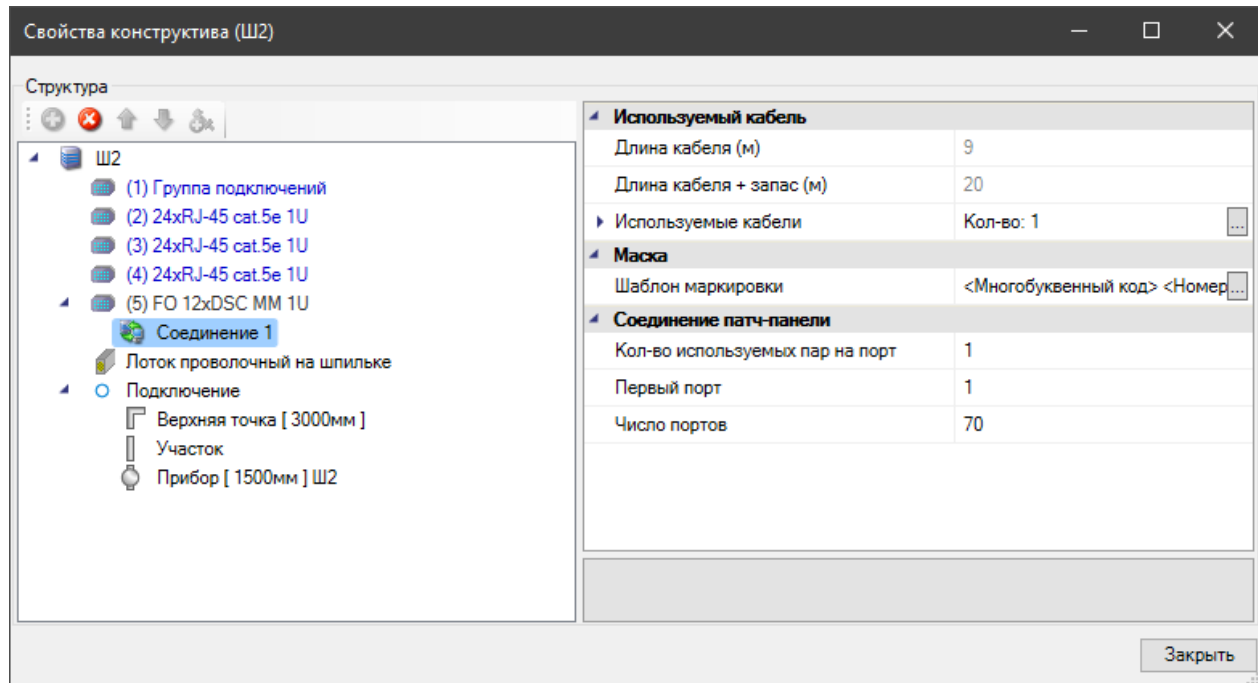 Свойства конструктива (Ш2)
Структура
Ш2
(1) Группа подключений
(2) 24xRJ-45 cat.5e 1U
(3) 24xRJ-45 cat.5e 1U
(4) 24xRJ-45 cat.5e 1U
(5) FO 12xDSC MM 1U
Соединение 1
Лоток проволочный на шпильке
Подключение
Верхняя точка [ 3000мм ]
Участок
Прибор [ 1500мм ] Ш2
Используемый кабель
Длина кабеля (м) 9
Длина кабеля + запас (м) 20
Используемые кабели Кол-во: 1 ...
Маска
Шаблон маркировки <Многобуквенный код> <Номер ...
Соединение патч-панели
Кол-во используемых пар на порт 1
Первый порт 1
Число портов 70
Закрыть